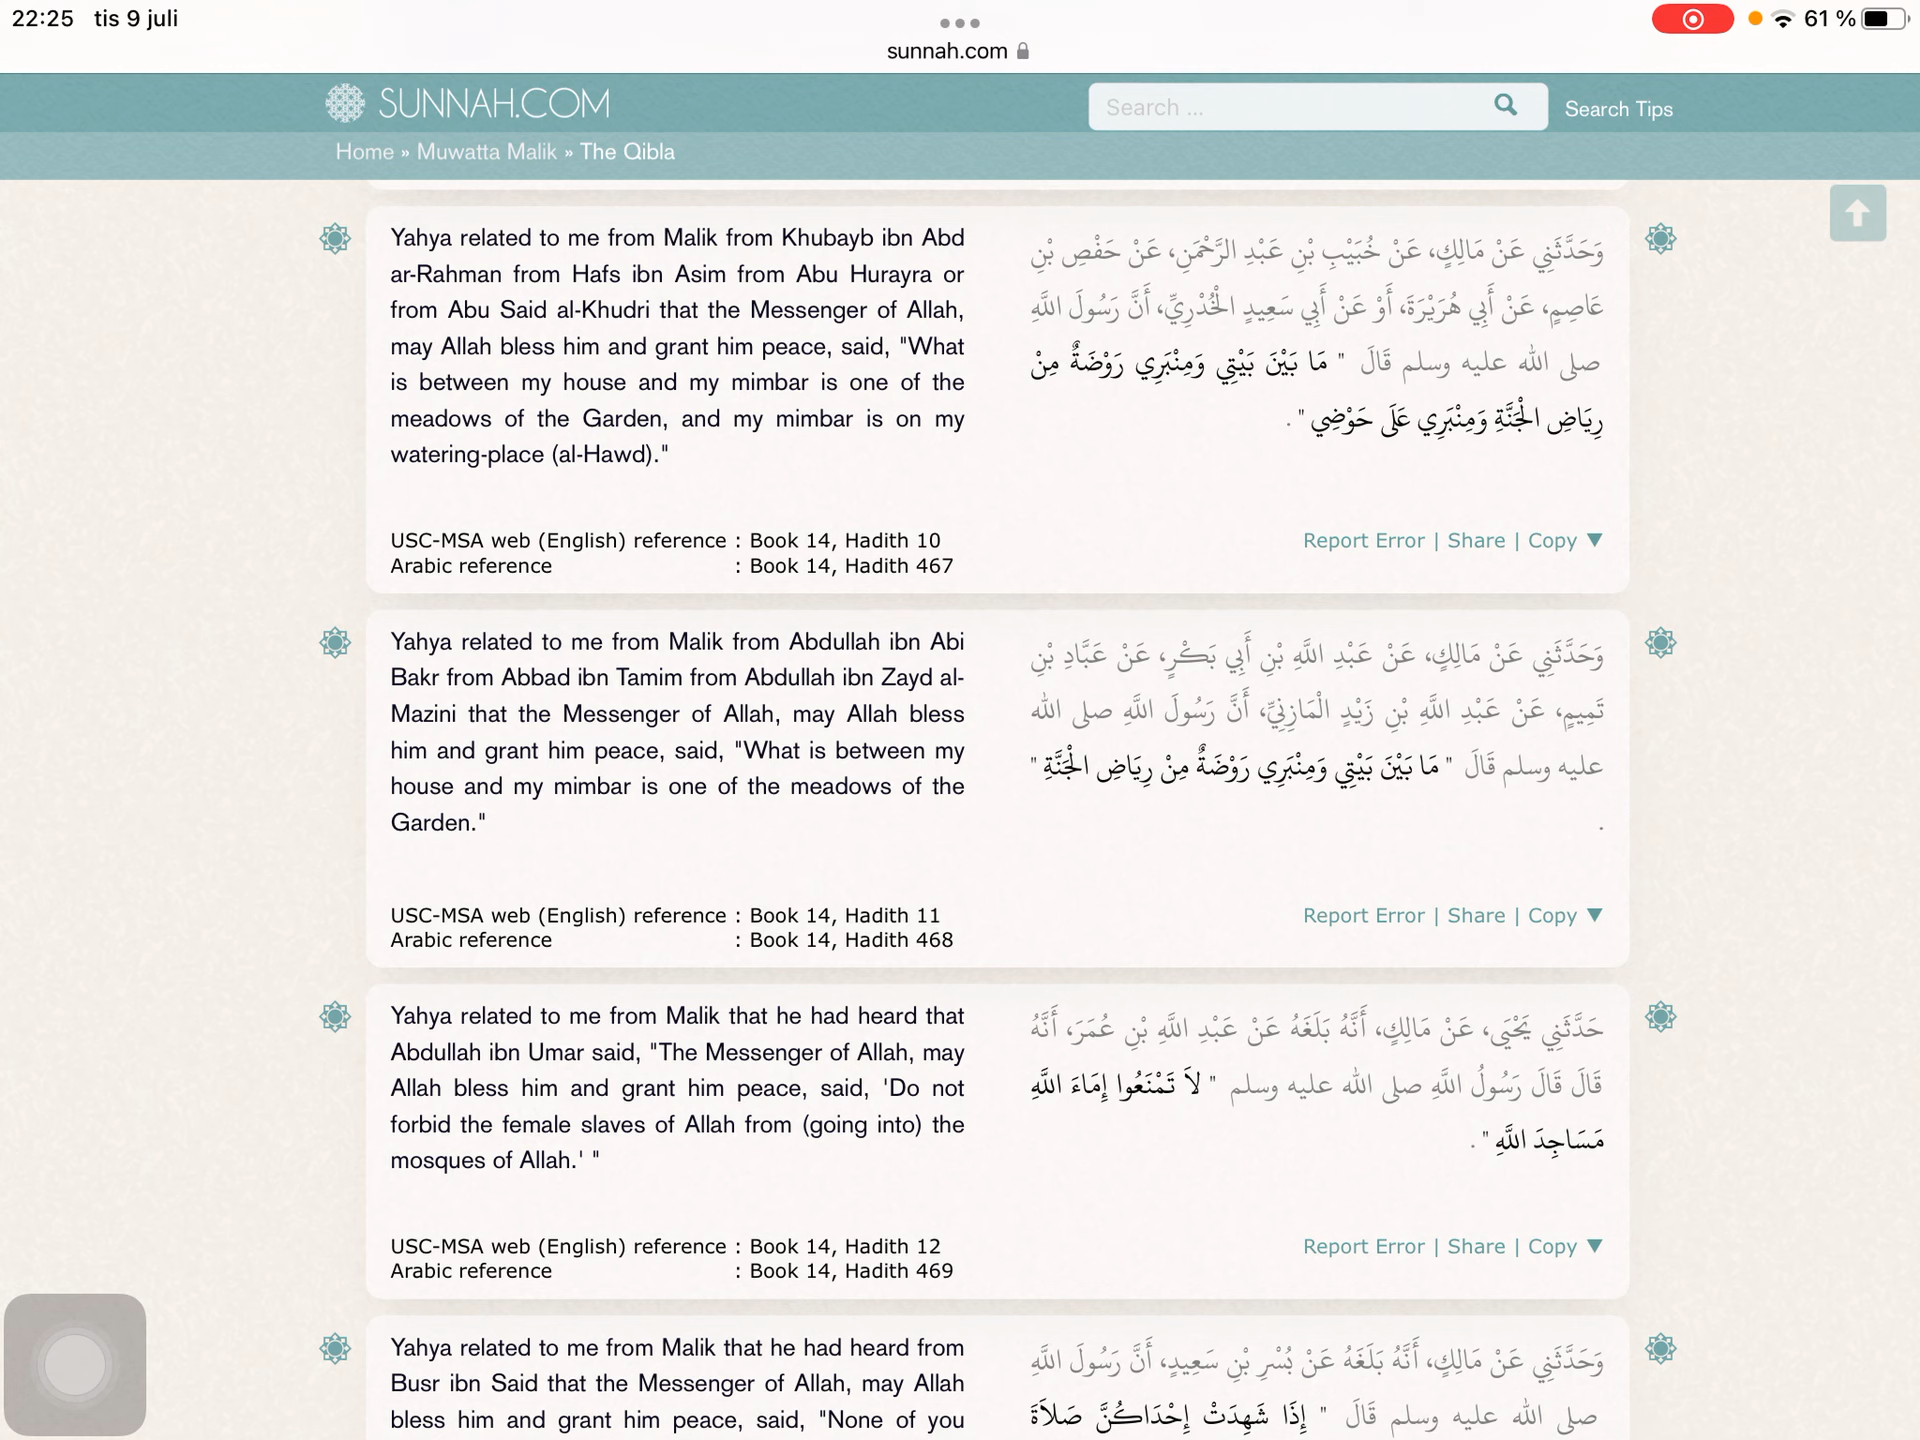 22:25 tis 9 juli
61 %
sunnah.com
SUNNAH.COM
Search ...
Search Tips
Home » Muwatta Malik » The Qibla
Yahya related to me from Malik from Khubayb ibn Abd
ar-Rahman from Hafs ibn Asim from Abu Hurayra or
from Abu Said al-Khudri that the Messenger of Allah,
may Allah bless him and grant him peace, said, "What
is between my house and my mimbar is one of the
meadows of the Garden, and my mimbar is on my
watering-place (al-Hawd)."
وَحَدَّثَنِي عَنْ مَالِكٍ، عَنْ خُبَيْبِ بْنِ عَبْدِ الرَّحْمَنِ، عَنْ حَفْصِ بْنِ
عَاصِمٍ، عَنْ أَبِي هُرَيْرَةَ، أَوْ عَنْ أَبِي سَعِيدٍ الْخُدْرِيِّ، أَنَّ رَسُولَ اللَّهِ
صلى الله عليه وسلم قَالَ " مَا بَيْنَ بَيْتِي وَمِنْبَرِي رَوْضَةٌ مِنْ
رِيَاضِ الْجَنَّةِ وَمِنْبَرِي عَلَى حَوْضِي " .
USC-MSA web (English) reference : Book 14, Hadith 10
Arabic reference : Book 14, Hadith 467
Report Error | Share | Copy ▼
Yahya related to me from Malik from Abdullah ibn Abi
Bakr from Abbad ibn Tamim from Abdullah ibn Zayd al-
Mazini that the Messenger of Allah, may Allah bless
him and grant him peace, said, "What is between my
house and my mimbar is one of the meadows of the
Garden."
وَحَدَّثَنِي عَنْ مَالِكٍ، عَنْ عَبْدِ اللَّهِ بْنِ أَبِي بَكْرٍ، عَنْ عَبَّادِ بْنِ
تَمِيمٍ، عَنْ عَبْدِ اللَّهِ بْنِ زَيْدٍ الْمَازِنِيِّ، أَنَّ رَسُولَ اللَّهِ صلى الله
عليه وسلم قَالَ " مَا بَيْنَ بَيْتِي وَمِنْبَرِي رَوْضَةٌ مِنْ رِيَاضِ الْجَنَّةِ "
.
USC-MSA web (English) reference : Book 14, Hadith 11
Arabic reference : Book 14, Hadith 468
Report Error | Share | Copy ▼
Yahya related to me from Malik that he had heard that
Abdullah ibn Umar said, "The Messenger of Allah, may
Allah bless him and grant him peace, said, 'Do not
forbid the female slaves of Allah from (going into) the
mosques of Allah.' "
حَدَّثَنِي يَحْيَى، عَنْ مَالِكٍ، أَنَّهُ بَلَغَهُ عَنْ عَبْدِ اللَّهِ بْنِ عُمَرَ، أَنَّهُ
قَالَ قَالَ رَسُولُ اللَّهِ صلى الله عليه وسلم " لاَ تَمْنَعُوا إِمَاءَ اللَّهِ
مَسَاجِدَ اللَّهِ " .
USC-MSA web (English) reference : Book 14, Hadith 12
Arabic reference : Book 14, Hadith 469
Report Error | Share | Copy ▼
Yahya related to me from Malik that he had heard from
Busr ibn Said that the Messenger of Allah, may Allah
bless him and grant him peace, said, "None of you
وَحَدَّثَنِي عَنْ مَالِكٍ، أَنَّهُ بَلَغَهُ عَنْ بُسْرِ بْنِ سَعِيدٍ، أَنَّ رَسُولَ اللَّهِ
صلى الله عليه وسلم قَالَ " إِذَا شَهِدَتْ إِحْدَاكُنَّ صَلاَةَ